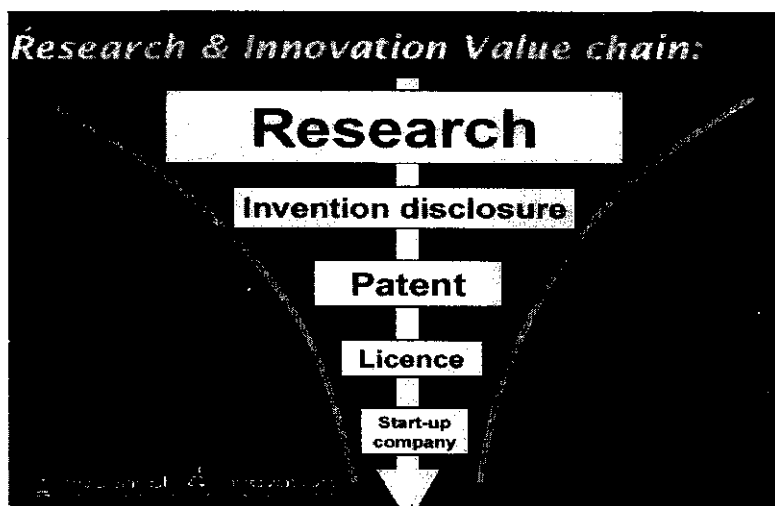 Research & Innovation Value chain:
Research
Invention disclosure
Patent
Licence
Start-up
company